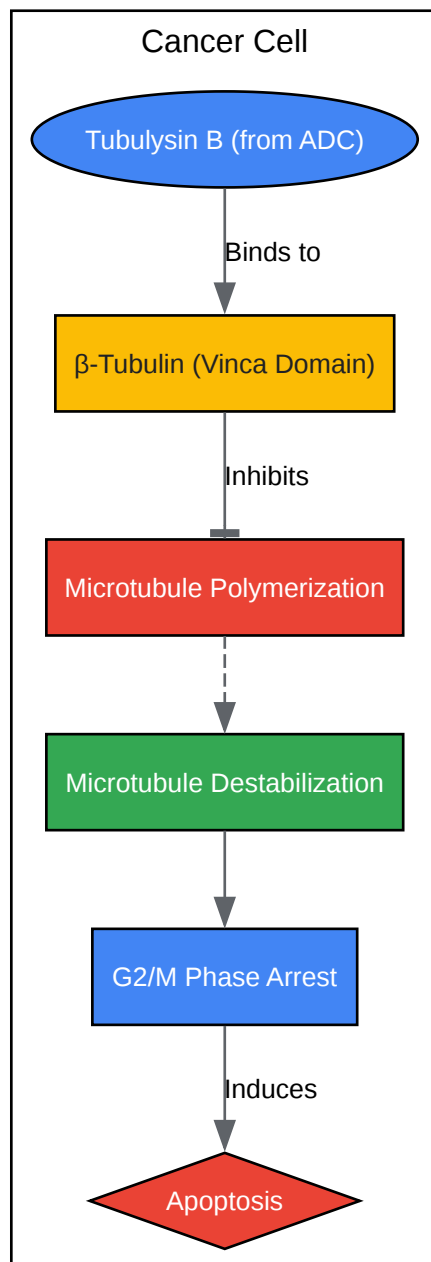 Cancer Cell
Tubulysin B (from ADC)
Binds to
β-Tubulin (Vinca Domain)
Inhibits
Microtubule Polymerization
Microtubule Destabilization
G2/M Phase Arrest
Induces
Apoptosis